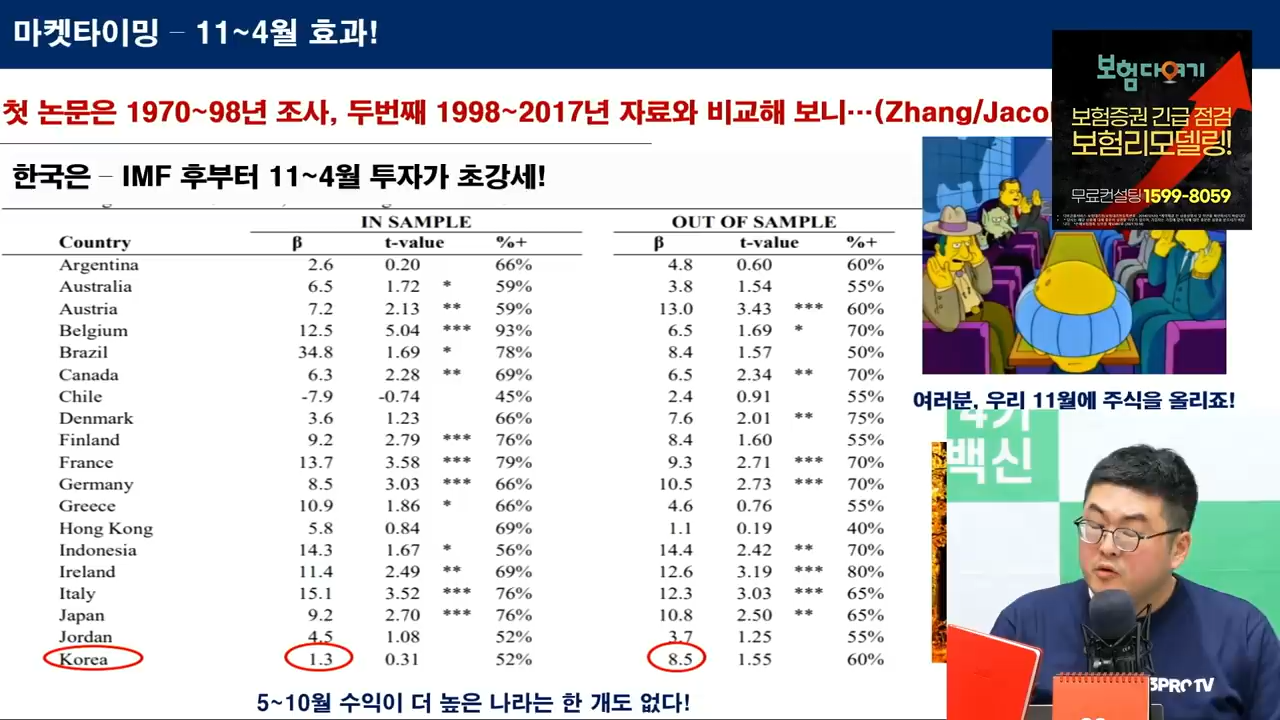 마켓타이밍 – 11~4월 효과!
첫 논문은 1970~98년 조사, 두번째 1998~2017년 자료와 비교해 보니…(Zhang/Jaco
한국은 – IMF 후부터 11~4월 투자가 초강세!
IN SAMPLE OUT OF SAMPLE
Country β t-value %+ β t-value %+
Argentina 2.6 0.20 66% 4.8 0.60 60%
Australia 6.5 1.72 * 59% 3.8 1.54 55%
Austria 7.2 2.13 ** 59% 13.0 3.43 *** 60%
Belgium 12.5 5.04 *** 93% 6.5 1.69 * 70%
Brazil 34.8 1.69 * 78% 8.4 1.57 50%
Canada 6.3 2.28 ** 69% 6.5 2.34 ** 70%
Chile -7.9 -0.74 45% 2.4 0.91 55%
Denmark 3.6 1.23 66% 7.6 2.01 ** 75%
Finland 9.2 2.79 *** 76% 8.4 1.60 55%
France 13.7 3.58 *** 79% 9.3 2.71 *** 70%
Germany 8.5 3.03 *** 66% 10.5 2.73 *** 70%
Greece 10.9 1.86 * 66% 4.6 0.76 55%
Hong Kong 5.8 0.84 69% 1.1 0.19 40%
Indonesia 14.3 1.67 * 56% 14.4 2.42 ** 70%
Ireland 11.4 2.49 ** 69% 12.6 3.19 *** 80%
Italy 15.1 3.52 *** 76% 12.3 3.03 *** 65%
Japan 9.2 2.70 *** 76% 10.8 2.50 ** 65%
Jordan 4.5 1.08 52% 3.7 1.25 55%
Korea 1.3 0.31 52% 8.5 1.55 60%
5~10월 수익이 더 높은 나라는 한 개도 없다!
보험다여기
보험증권 긴급 점검
보험리모델링!
무료컨설팅 1599-8059
여러분, 우리 11월에 주식을 올리죠!
백신
3PRO TV